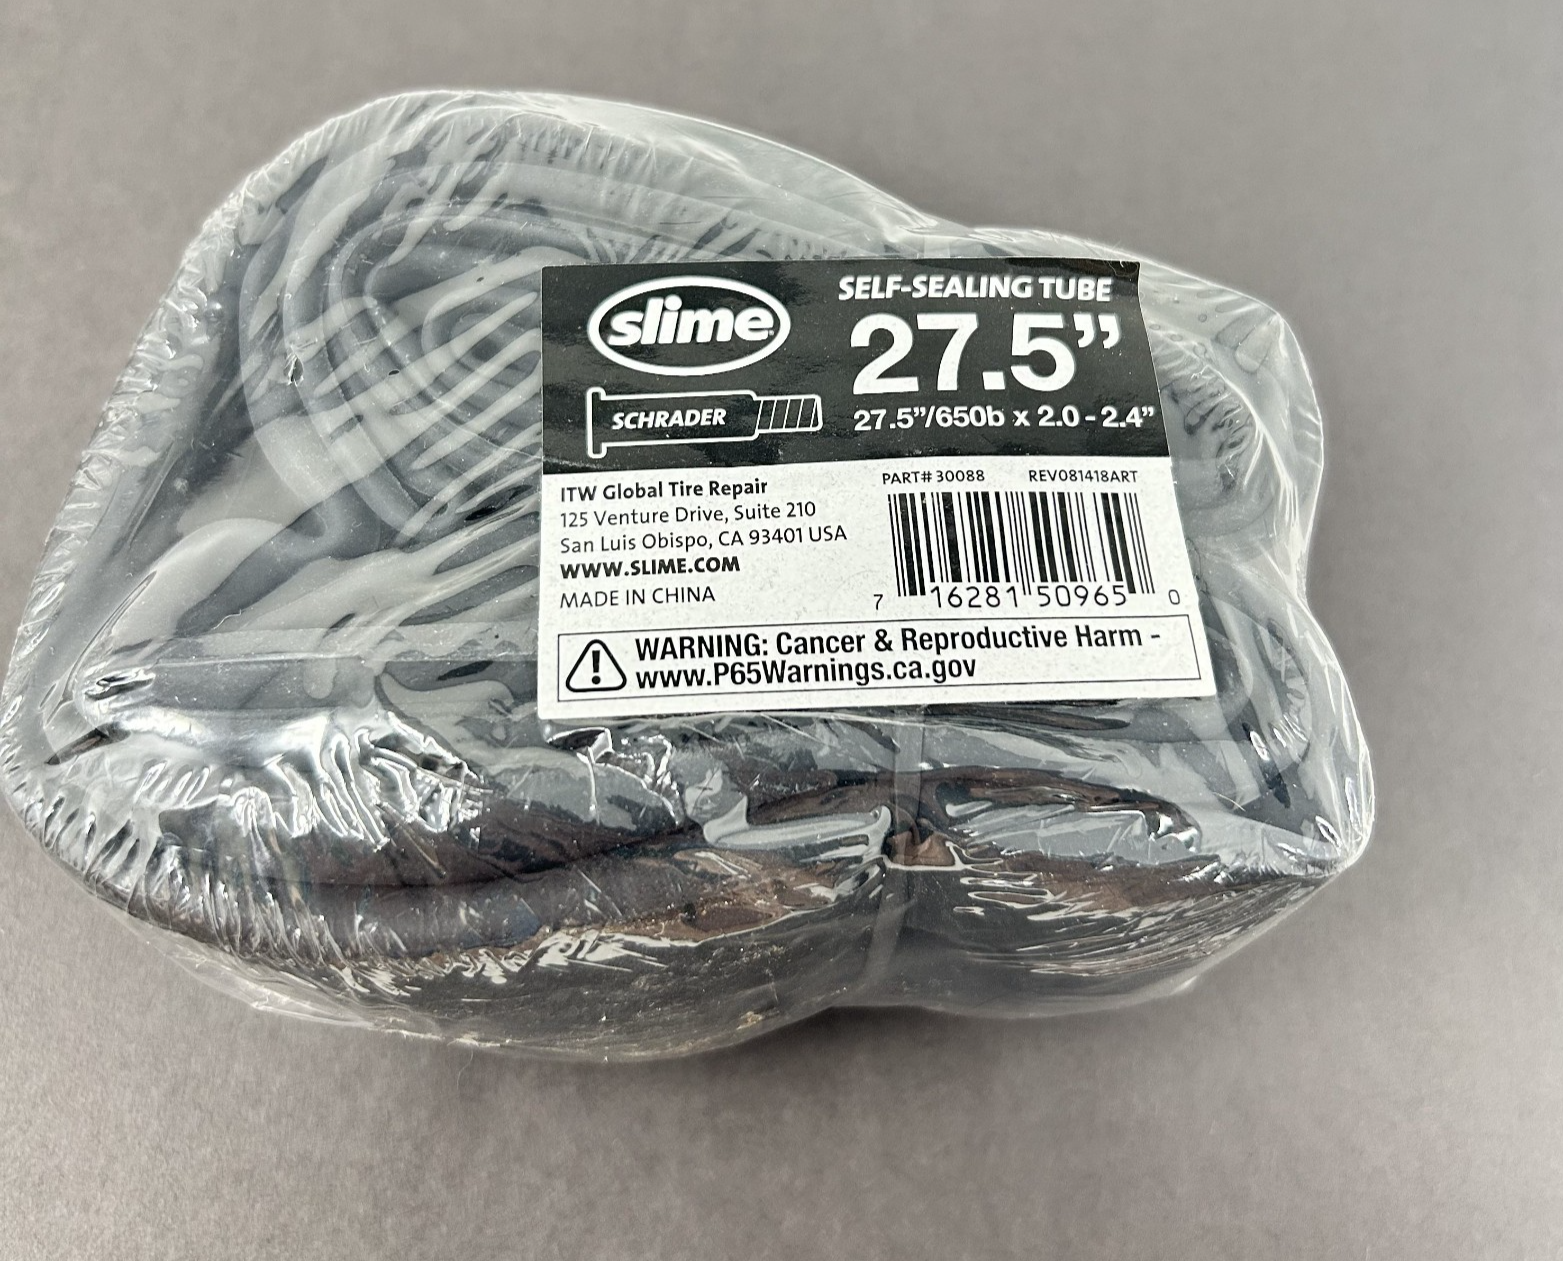 slime
SELF-SEALING TUBE
27.5”
SCHRADER
27.5”/650b x 2.0 - 2.4”
ITW Global Tire Repair
125 Venture Drive, Suite 210
San Luis Obispo, CA 93401 USA
WWW.SLIME.COM
MADE IN CHINA
PART# 30088 REV081418ART
7 16281 50965 0
WARNING: Cancer & Reproductive Harm -
www.P65Warnings.ca.gov